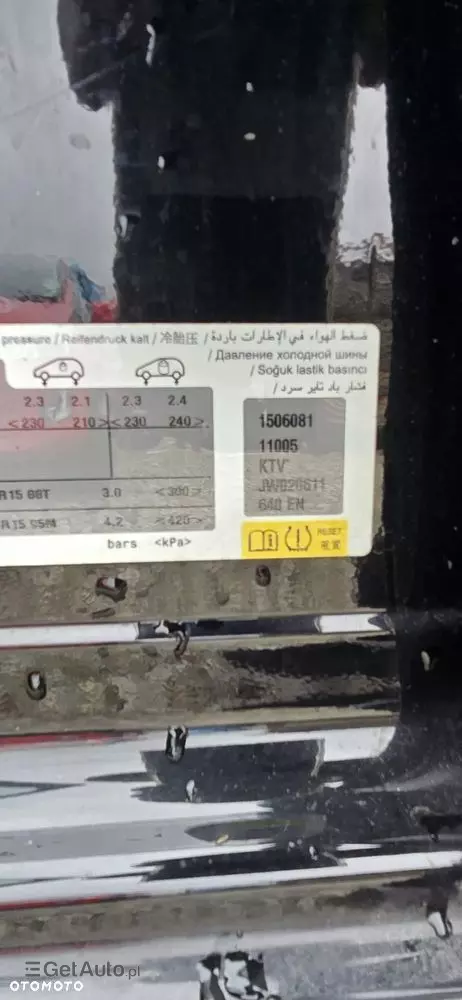 pressure / Reifendruck kalt / 冷胎压 / ضغط الهواء في الإطارات باردة
/ Давление холодной шины
/ Soğuk lastik basıncı
فشار باد تایر سرد /
2.3 2.1 2.3 2.4
<230 210> <230 240>
R15 88T 3.0 <300>
R15 95M 4.2 <420>
bars <kPa>
1506081
11005
KTV
640 EN
RESET
GetAuto.pl
OTOMOTO